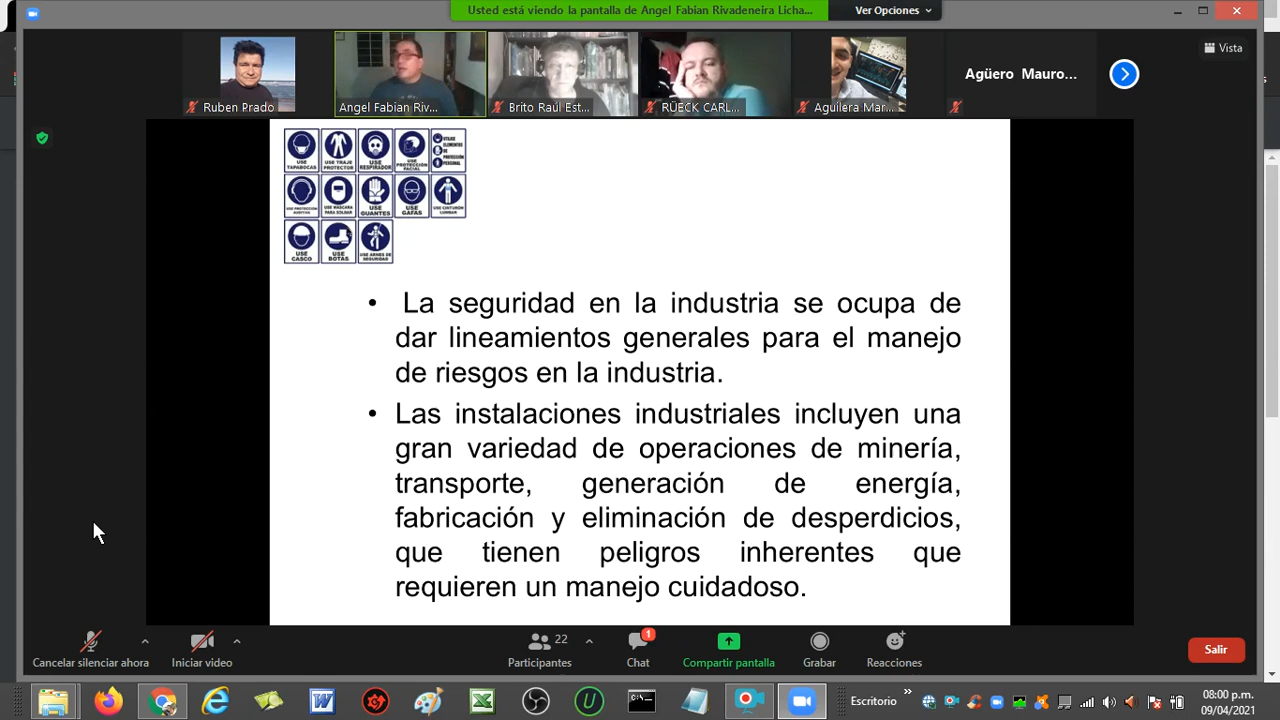 Usted está viendo la pantalla de Angel Fabian Rivadeneira Licha...
Ver Opciones
Vista
Ruben Prado
Angel Fabian Riv...
Brito Raúl Est...
RÜECK CARL...
Aguilera Mar...
Agüero Mauro...
USE TAPABOCAS
USE TRAJE PROTECTOR
USE RESPIRADOR
USE PROTECCIÓN FACIAL
UTILICE ELEMENTOS DE PROTECCIÓN PERSONAL
USE PROTECCIÓN AUDITIVA
USE MÁSCARA PARA SOLDAR
USE GUANTES
USE GAFAS
USE CINTURÓN LUMBAR
USE CASCO
USE BOTAS
USE ARNES DE SEGURIDAD
• La seguridad en la industria se ocupa de
dar lineamientos generales para el manejo
de riesgos en la industria.
• Las instalaciones industriales incluyen una
gran variedad de operaciones de minería,
transporte, generación de energía,
fabricación y eliminación de desperdicios,
que tienen peligros inherentes que
requieren un manejo cuidadoso.
Cancelar silenciar ahora
Iniciar video
22
Participantes
1
Chat
Compartir pantalla
Grabar
Reacciones
Salir
Escritorio
08:00 p.m.
09/04/2021